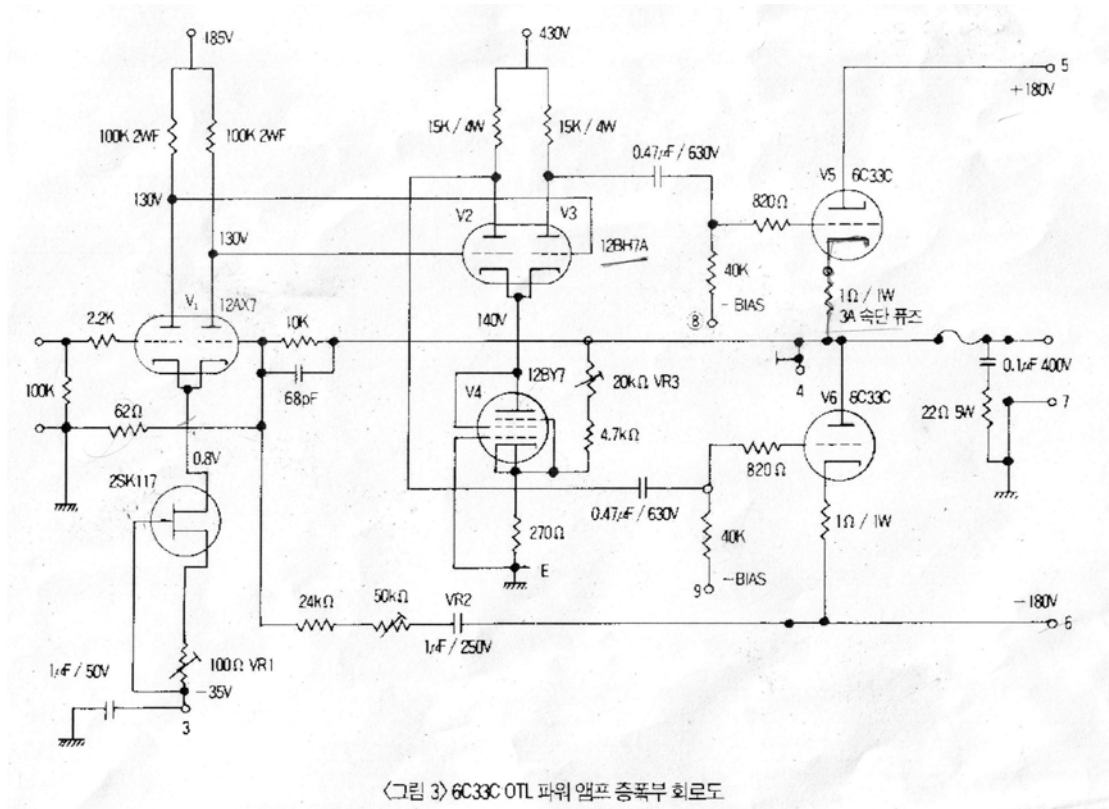 185V
430V
5
+180V
100K 2WF
100K 2WF
15K / 4W
15K / 4W
0.47μF / 630V
V5
6C33C
820Ω
130V
V2
V3
130V
12BH7A
40K
V1
12AX7
1Ω / 1W
-BIAS
3A 속단 퓨즈
140V
⑧
2.2K
10K
12BY7
20kΩ VR3
0.1μF 400V
100K
68pF
V4
4
V6
6C33C
7
62Ω
22Ω 5W
4.7kΩ
0.8V
820Ω
2SK117
0.47μF / 630V
270Ω
40K
1Ω / 1W
E
-BIAS
9
24kΩ
50kΩ
VR2
-180V
6
1μF / 250V
100Ω VR1
1μF / 50V
-35V
3
〈그림 3〉 6C33C OTL 파워 앰프 증폭부 회로도